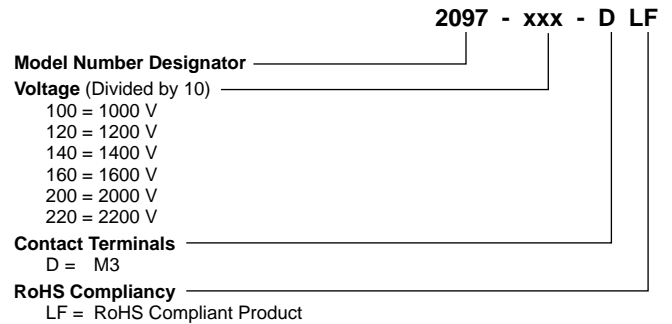 2097 - xxx - D LF
Model Number Designator
Voltage (Divided by 10)
100 = 1000 V
120 = 1200 V
140 = 1400 V
160 = 1600 V
200 = 2000 V
220 = 2200 V
Contact Terminals
D = M3
RoHS Compliancy
LF = RoHS Compliant Product